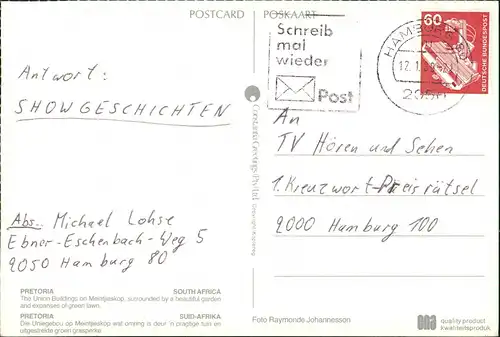 POSTCARD POSKAART
Schreib
mal
wieder
Post
60
DEUTSCHE BUNDESPOST
HAMBURG
2050
Antwort:
SHOWGESCHICHTEN
An
TV Hören und Sehen
1. Kreuzwort-Preisrätsel
2000 Hamburg 100
Abs.: Michael Lohse
Ebner-Eschenbach-Weg 5
2050 Hamburg 80
PRETORIA SOUTH AFRICA
The Union Buildings on Meintjeskop, surrounded by a beautiful garden
and expanses of green lawn.
PRETORIA SUID-AFRIKA
Die Uniegebou op Meintjieskop wat omring is deur 'n pragtige tuin en
uitgestrekte groen grasperke.
Foto Raymonde Johannesson
quality product
kwaliteitsproduk